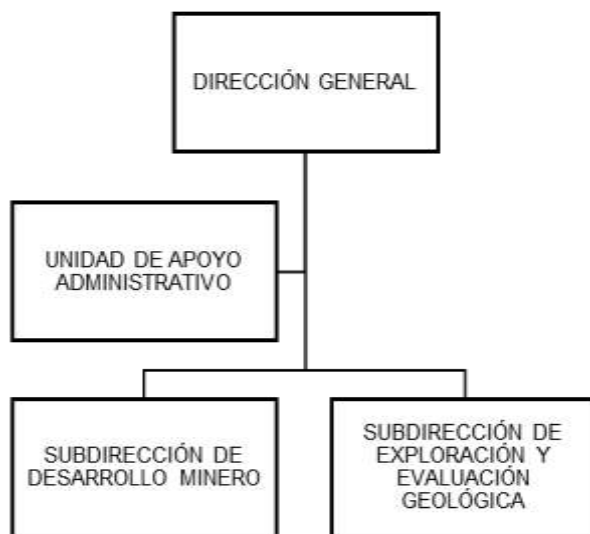 DIRECCIÓN GENERAL
UNIDAD DE APOYO
ADMINISTRATIVO
SUBDIRECCIÓN DE
DESARROLLO MINERO
SUBDIRECCIÓN DE
EXPLORACIÓN Y
EVALUACIÓN
GEOLÓGICA